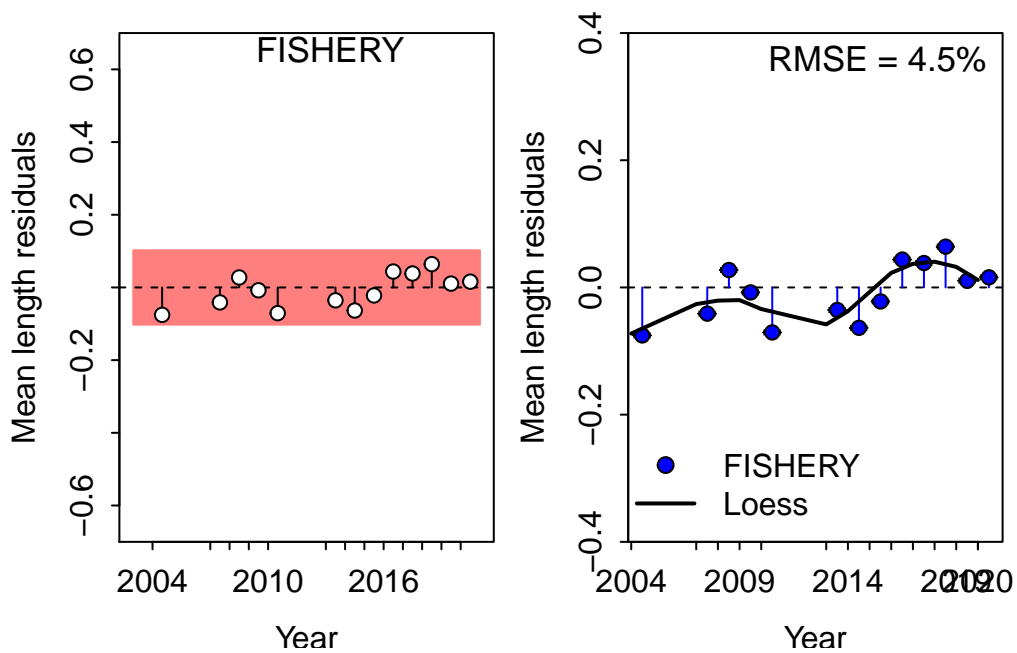 FISHERY
Mean length residuals
0.6
0.4
0.2
−0.2
−0.6
2004 2010 2016
Year
RMSE = 4.5%
Mean length residuals
0.4
0.2
0.0
−0.2
−0.4
FISHERY
Loess
2004 2009 2014 2019 2020
Year